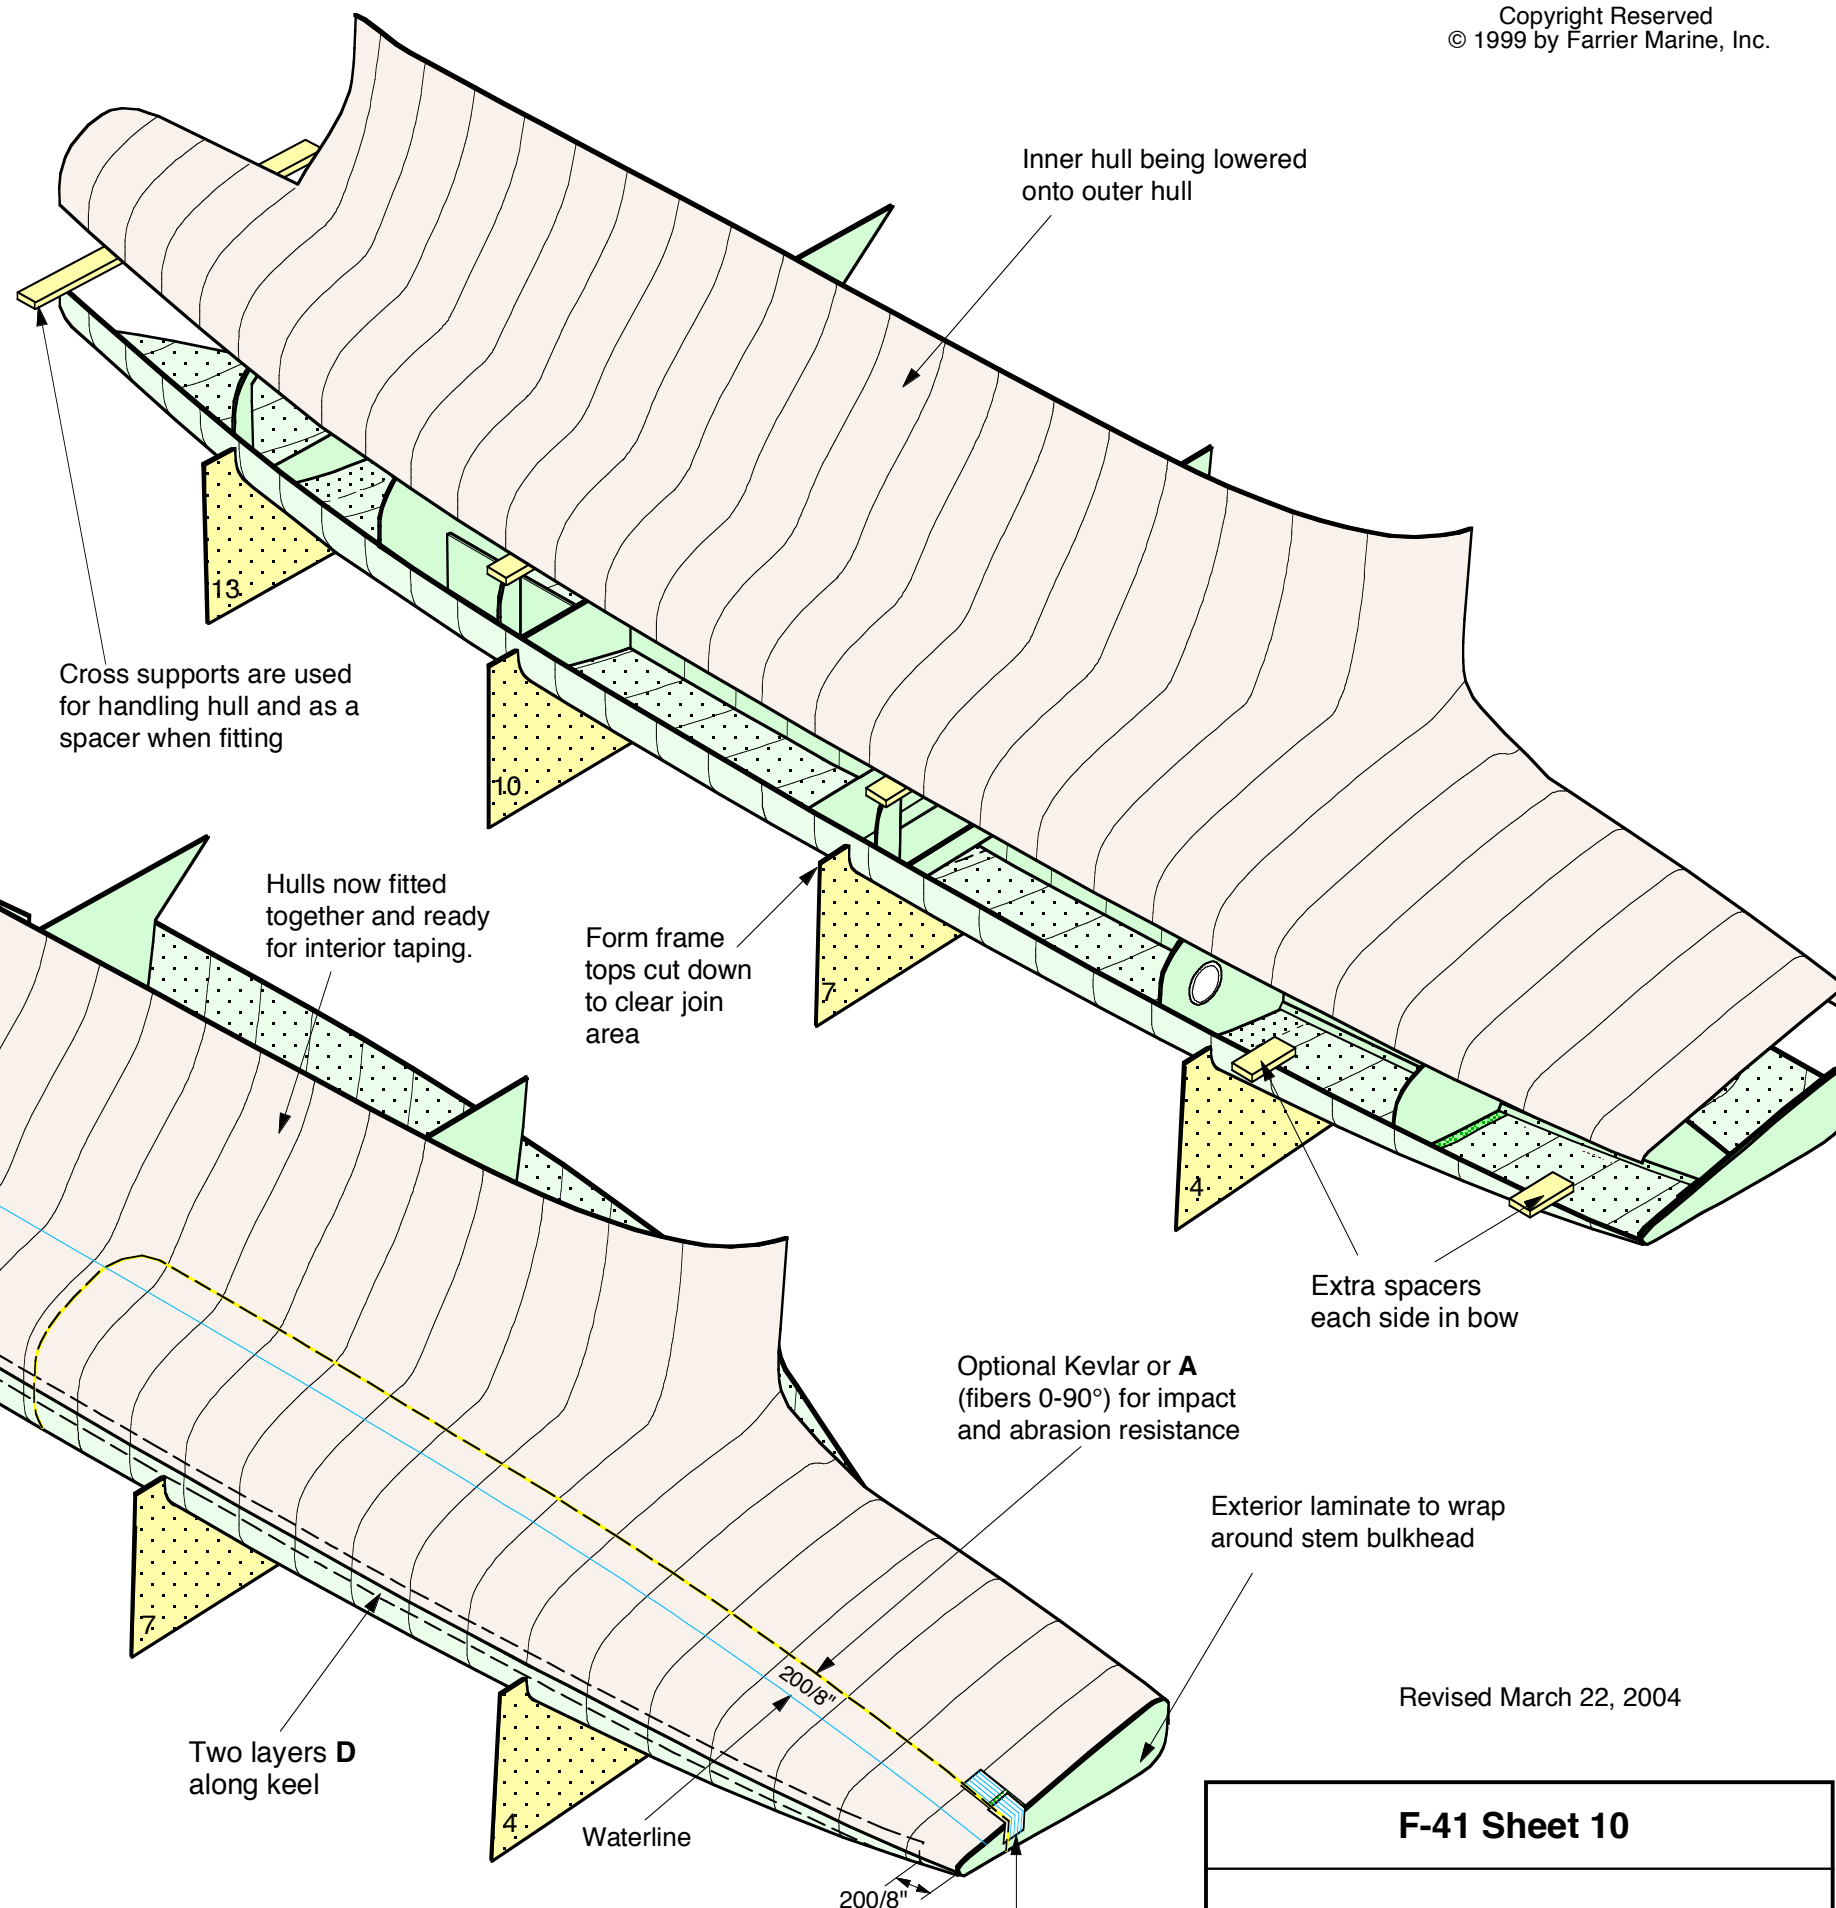 Copyright Reserved
© 1999 by Farrier Marine, Inc.
Inner hull being lowered
onto outer hull
13
Cross supports are used
for handling hull and as a
spacer when fitting
10
Hulls now fitted
together and ready
for interior taping.
Form frame
tops cut down
to clear join
area
7
4
Extra spacers
each side in bow
Optional Kevlar or A
(fibers 0-90°) for impact
and abrasion resistance
Exterior laminate to wrap
around stem bulkhead
7
200/8"
Revised March 22, 2004
Two layers D
along keel
4
Waterline
200/8"
F-41 Sheet 10